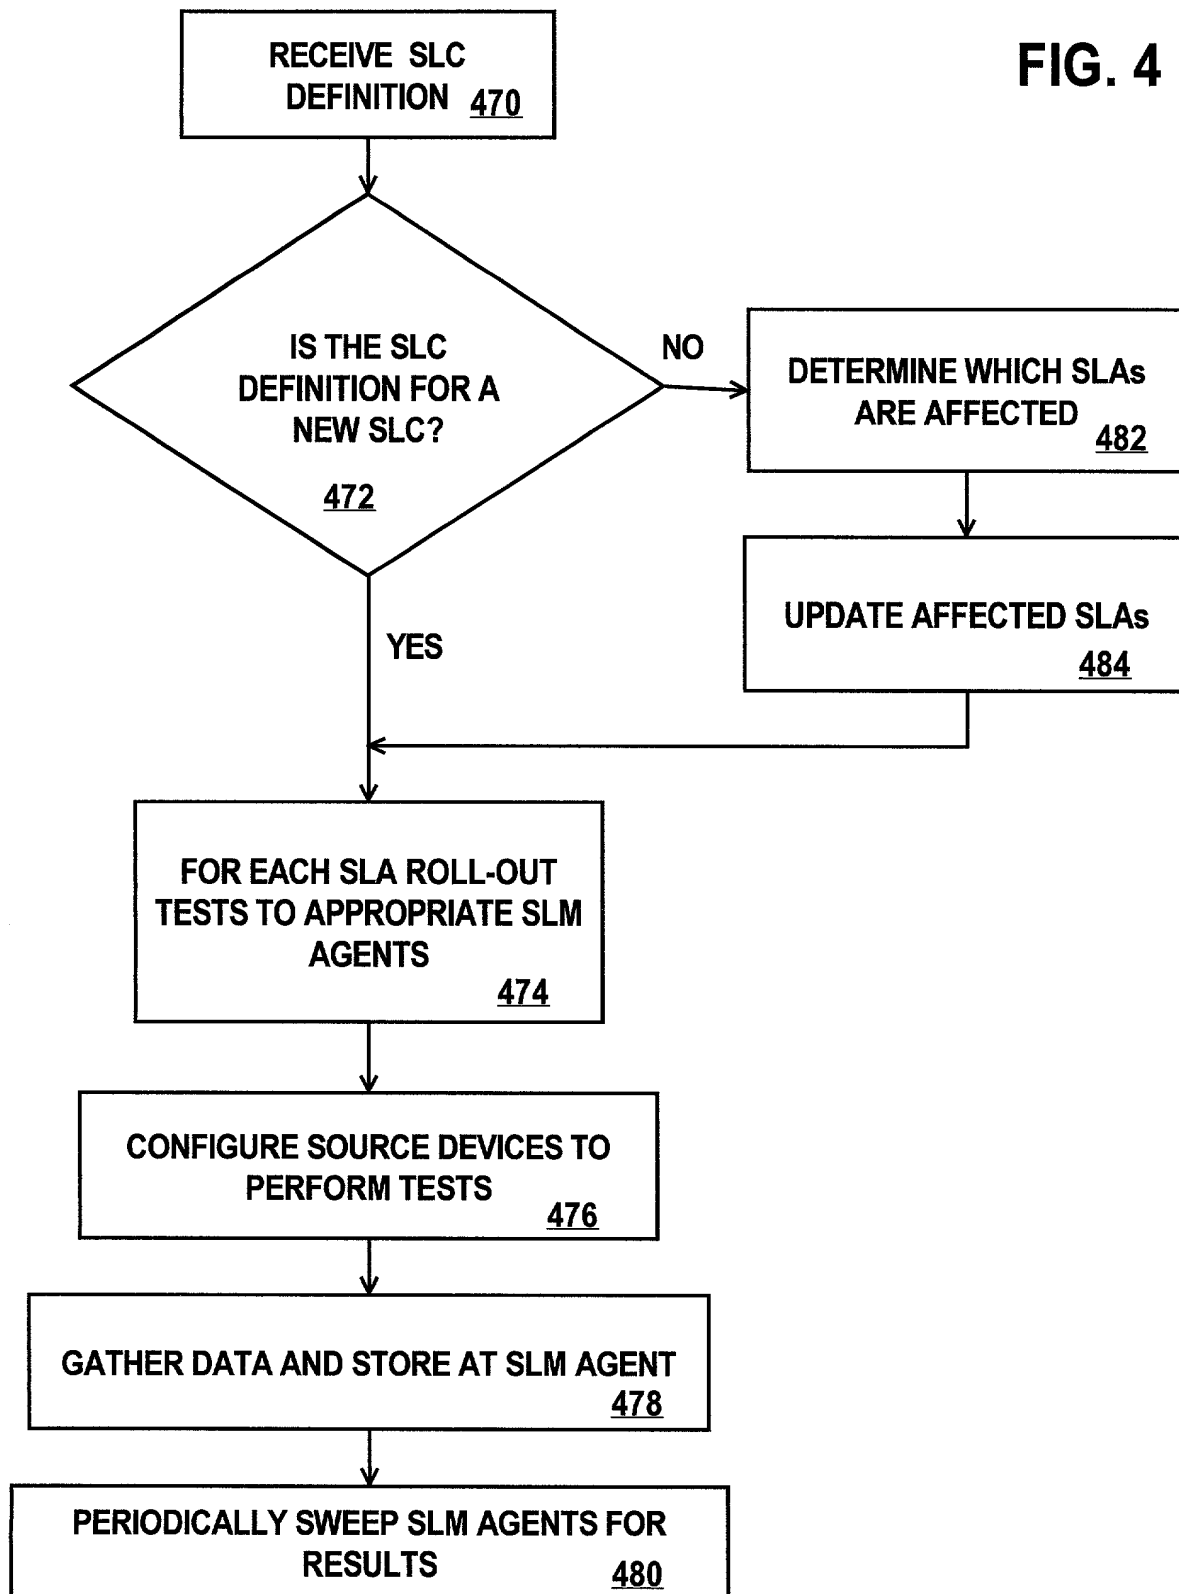 RECEIVE SLC
DEFINITION 470
FIG. 4
IS THE SLC
DEFINITION FOR A
NEW SLC?
472
NO
DETERMINE WHICH SLAs
ARE AFFECTED
482
UPDATE AFFECTED SLAs
484
YES
FOR EACH SLA ROLL-OUT
TESTS TO APPROPRIATE SLM
AGENTS
474
CONFIGURE SOURCE DEVICES TO
PERFORM TESTS
476
GATHER DATA AND STORE AT SLM AGENT
478
PERIODICALLY SWEEP SLM AGENTS FOR
RESULTS 480